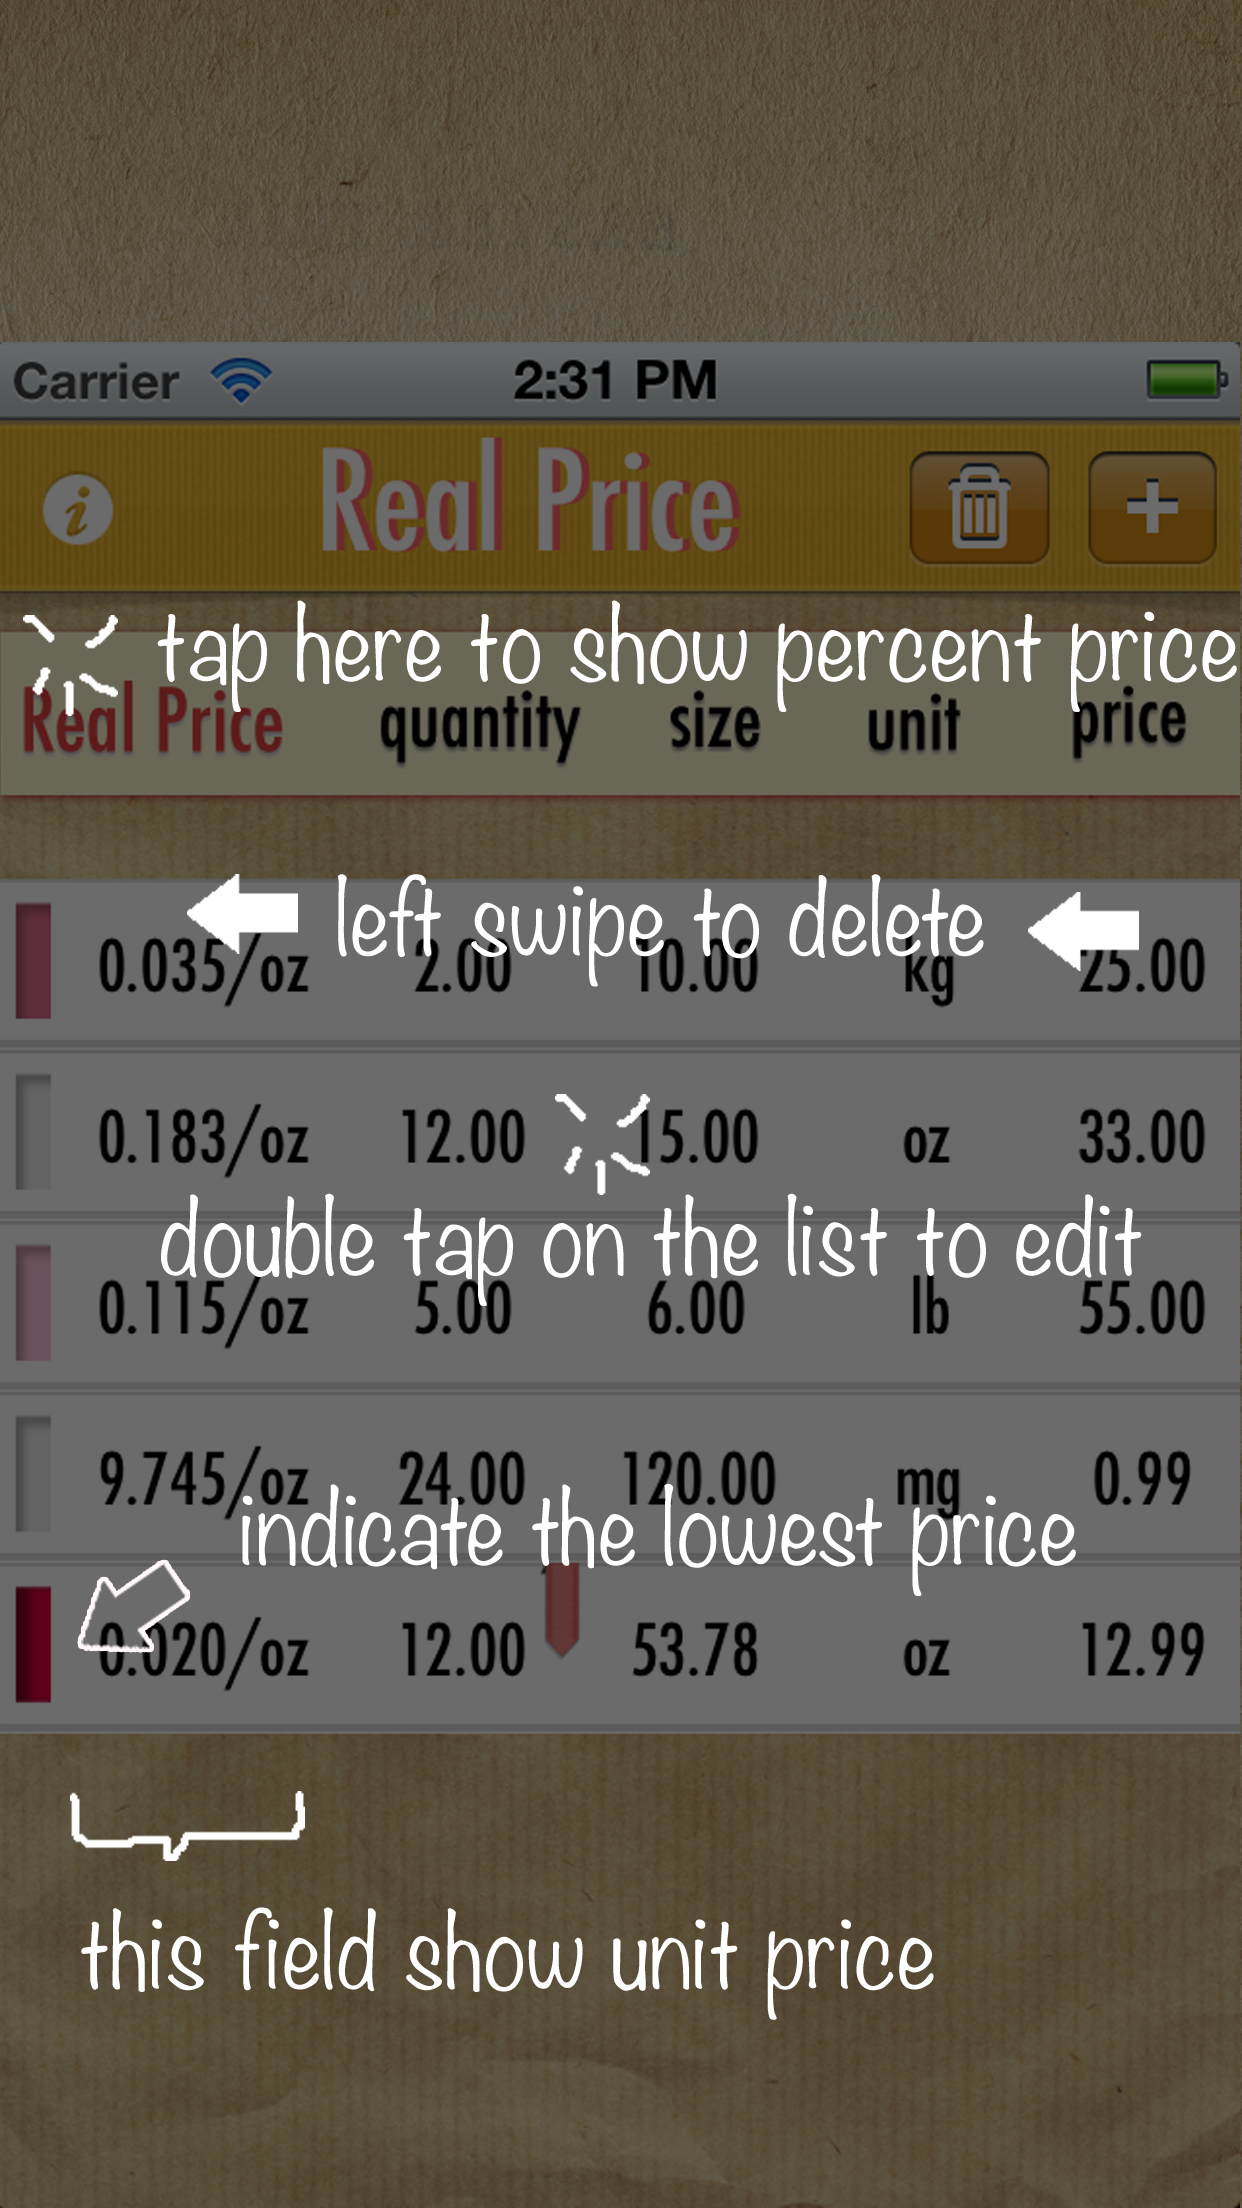 Carrier 2:31 PM
Real Price
tap here to show percent price
Real Price quantity size unit price
left swipe to delete
0.035/oz 2.00 10.00 kg 25.00
0.183/oz 12.00 15.00 oz 33.00
double tap on the list to edit
0.115/oz 5.00 6.00 lb 55.00
9.745/oz 24.00 120.00 mg 0.99
indicate the lowest price
0.020/oz 12.00 53.78 oz 12.99
this field show unit price